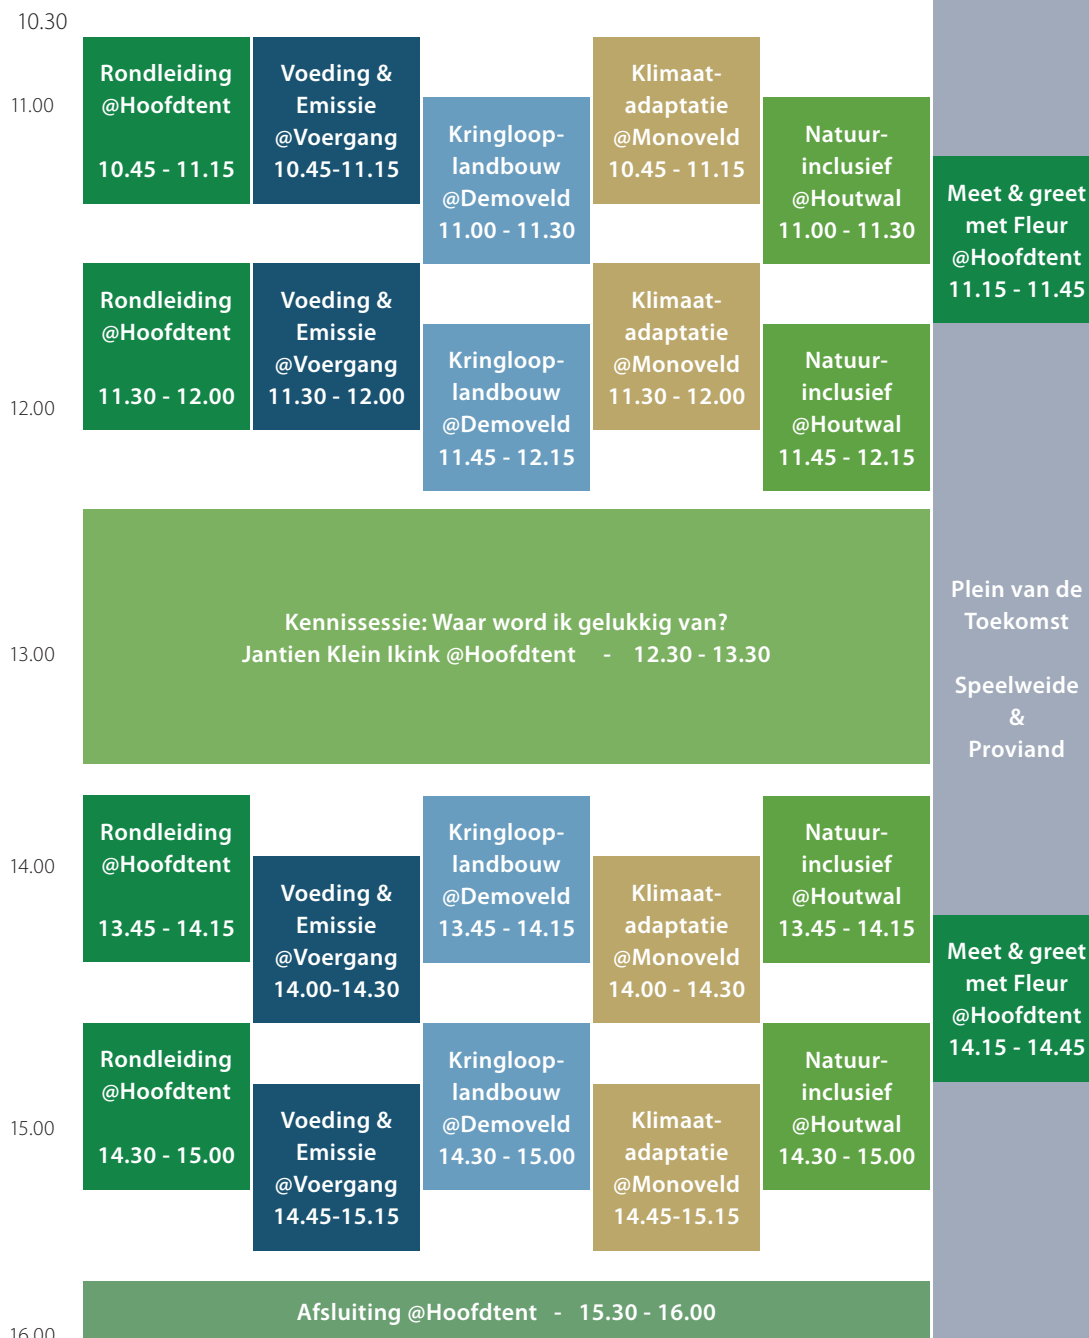 10.30
11.00
12.00
13.00
14.00
15.00
16.00
Rondleiding
@Hoofdtent
10.45 - 11.15
Voeding &
Emissie
@Voergang
10.45-11.15
Kringloop-
landbouw
@Demoveld
11.00 - 11.30
Klimaat-
adaptatie
@Monoveld
10.45 - 11.15
Natuur-
inclusief
@Houtwal
11.00 - 11.30
Meet & greet
met Fleur
@Hoofdtent
11.15 - 11.45
Rondleiding
@Hoofdtent
11.30 - 12.00
Voeding &
Emissie
@Voergang
11.30 - 12.00
Kringloop-
landbouw
@Demoveld
11.45 - 12.15
Klimaat-
adaptatie
@Monoveld
11.30 - 12.00
Natuur-
inclusief
@Houtwal
11.45 - 12.15
Kennissessie: Waar word ik gelukkig van?
Jantien Klein Ikink @Hoofdtent - 12.30 - 13.30
Plein van de
Toekomst
Speelweide
&
Proviand
Rondleiding
@Hoofdtent
13.45 - 14.15
Voeding &
Emissie
@Voergang
14.00-14.30
Kringloop-
landbouw
@Demoveld
13.45 - 14.15
Klimaat-
adaptatie
@Monoveld
14.00 - 14.30
Natuur-
inclusief
@Houtwal
13.45 - 14.15
Meet & greet
met Fleur
@Hoofdtent
14.15 - 14.45
Rondleiding
@Hoofdtent
14.30 - 15.00
Voeding &
Emissie
@Voergang
14.45-15.15
Kringloop-
landbouw
@Demoveld
14.30 - 15.00
Klimaat-
adaptatie
@Monoveld
14.45-15.15
Natuur-
inclusief
@Houtwal
14.30 - 15.00
Afsluiting @Hoofdtent - 15.30 - 16.00